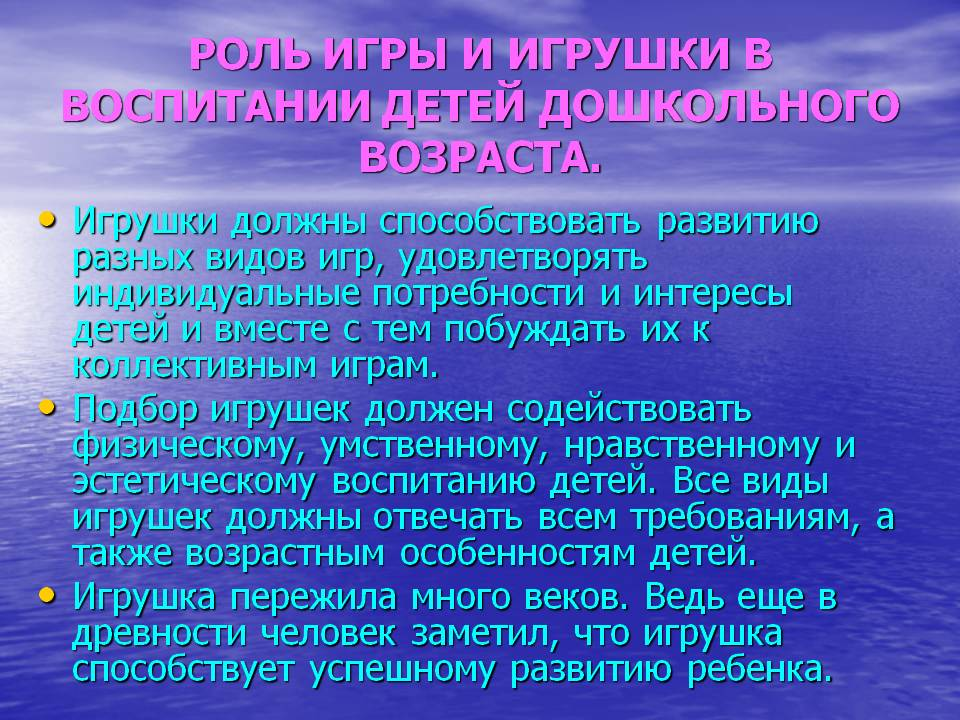 РОЛЬ ИГРЫ И ИГРУШКИ В
ВОСПИТАНИИ ДЕТЕЙ ДОШКОЛЬНОГО
ВОЗРАСТА.
• Игрушки должны способствовать развитию
разных видов игр, удовлетворять
индивидуальные потребности и интересы
детей и вместе с тем побуждать их к
коллективным играм.
• Подбор игрушек должен содействовать
физическому, умственному, нравственному и
эстетическому воспитанию детей. Все виды
игрушек должны отвечать всем требованиям, а
также возрастным особенностям детей.
• Игрушка пережила много веков. Ведь еще в
древности человек заметил, что игрушка
способствует успешному развитию ребенка.